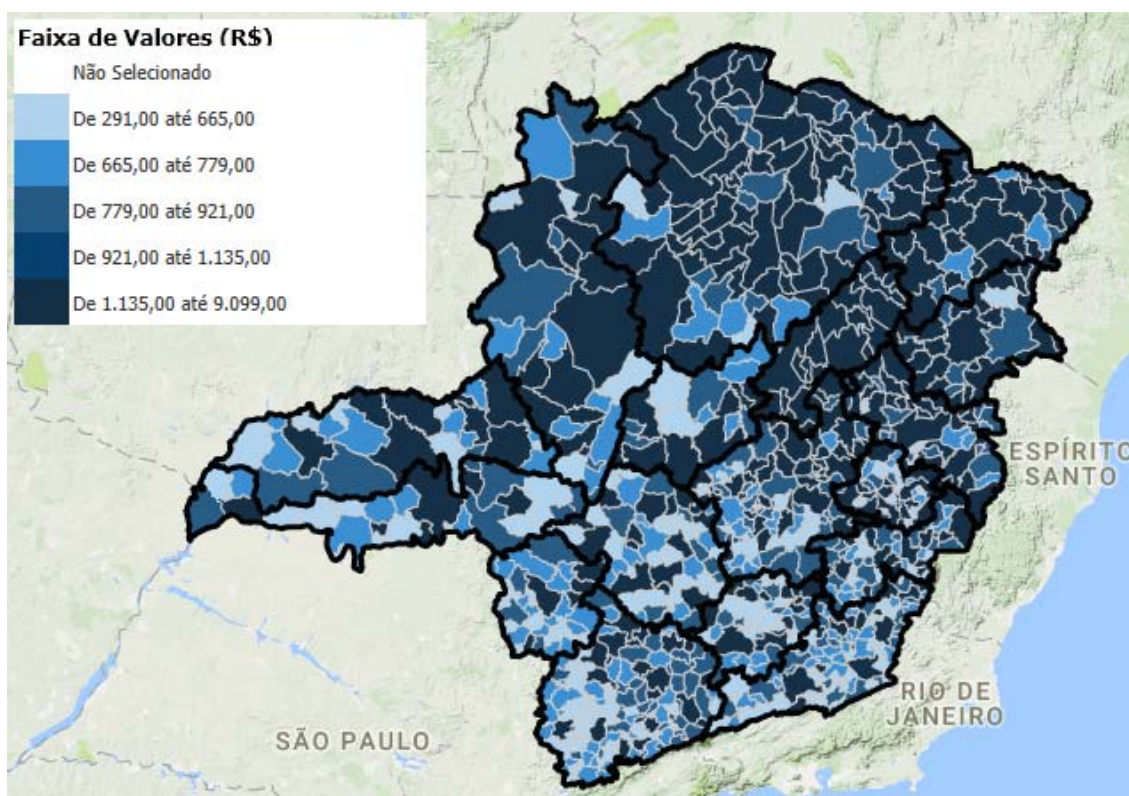 Faixa de Valores (R$)
Não Selecionado
De 291,00 até 665,00
De 665,00 até 779,00
De 779,00 até 921,00
De 921,00 até 1.135,00
De 1.135,00 até 9.099,00
ESPÍRITO
SANTO
RIO DE
JANEIRO
SÃO PAULO